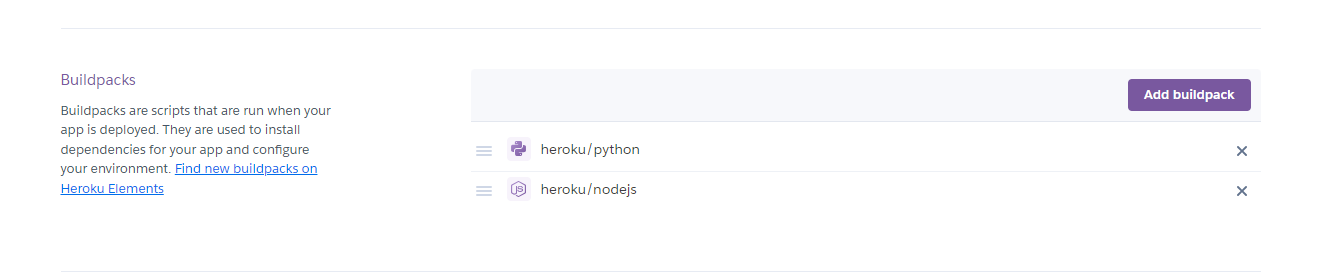 Buildpacks
Buildpacks are scripts that are run when your
app is deployed. They are used to install
dependencies for your app and configure
your environment. Find new buildpacks on
Heroku Elements
Add buildpack
heroku/python
heroku/nodejs